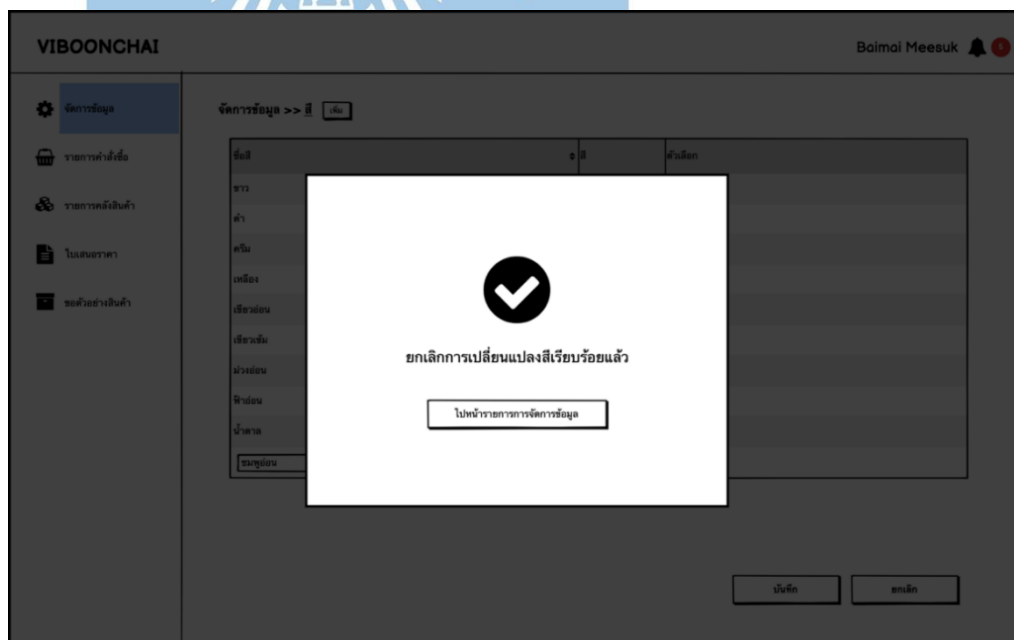 VIBOONCHAI
Baimai Meesuk 5
จัดการข้อมูล
รายการคำสั่งซื้อ
รายการคลังสินค้า
ใบเสนอราคา
ขอตัวอย่างสินค้า
จัดการข้อมูล >> สี เพิ่ม
ชื่อสี สี ตัวเลือก
ขาว
ดำ
ครีม
เหลือง
เขียวอ่อน
เขียวเข้ม
ม่วงอ่อน
ฟ้าอ่อน
น้ำตาล
ชมพูอ่อน
ยกเลิกการเปลี่ยนแปลงสีเรียบร้อยแล้ว
ไปหน้ารายการการจัดการข้อมูล
บันทึก ยกเลิก